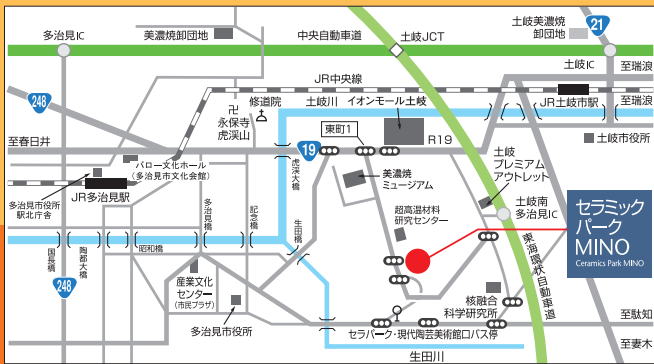 多治見IC
美濃焼卸団地
中央自動車道
土岐JCT
土岐美濃焼
卸団地
21
土岐IC
至瑞浪
JR中央線
248
卍
永保寺
虎渓山
修道院
土岐川
イオンモール土岐
JR土岐市駅
至瑞浪
至春日井
19
東町1
R19
土岐市役所
バロー文化ホール
(多治見市文化会館)
多治見市役所
駅北庁舎
JR多治見駅
虎渓大橋
美濃焼
ミュージアム
土岐
プレミアム
アウトレット
超高温材料
研究センター
土岐南
多治見IC
セラミック
パーク
MINO
Ceramics Park MINO
国長橋
陶都大橋
昭和橋
多治見橋
記念橋
生田橋
東海環状自動車道
248
産業文化
センター
(市民プラザ)
多治見市役所
核融合
科学研究所
至駄知
セラパーク・現代陶芸美術館口バス停
生田川
至妻木